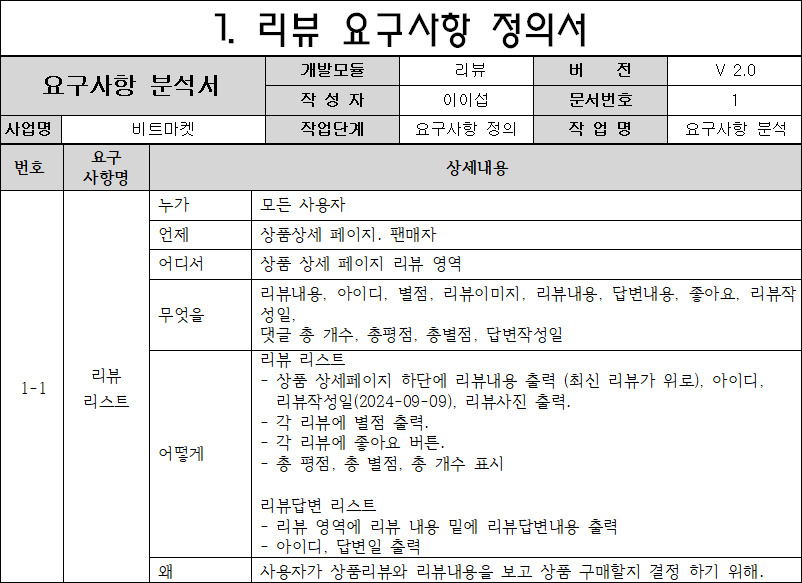 1. 리뷰 요구사항 정의서
요구사항 분석서 개발모듈 리뷰 버 전 V 2.0
작 성 자 이이섭 문서번호 1
사업명 비트마켓 작업단계 요구사항 정의 작 업 명 요구사항 분석
번호 요구 사항명 상세내용
1-1 리뷰 리스트
누가 모든 사용자
언제 상품상세 페이지. 팬매자
어디서 상품 상세 페이지 리뷰 영역
무엇을 리뷰내용, 아이디, 별점, 리뷰이미지, 리뷰내용, 답변내용, 좋아요, 리뷰작
성일,
댓글 총 개수, 총평점, 총별점, 답변작성일
어떻게 리뷰 리스트
- 상품 상세페이지 하단에 리뷰내용 출력 (최신 리뷰가 위로), 아이디,
리뷰작성일(2024-09-09), 리뷰사진 출력.
- 각 리뷰에 별점 출력.
- 각 리뷰에 좋아요 버튼.
- 총 평점, 총 별점, 총 개수 표시
리뷰답변 리스트
- 리뷰 영역에 리뷰 내용 밑에 리뷰답변내용 출력
- 아이디, 답변일 출력
왜 사용자가 상품리뷰와 리뷰내용을 보고 상품 구매할지 결정 하기 위해.